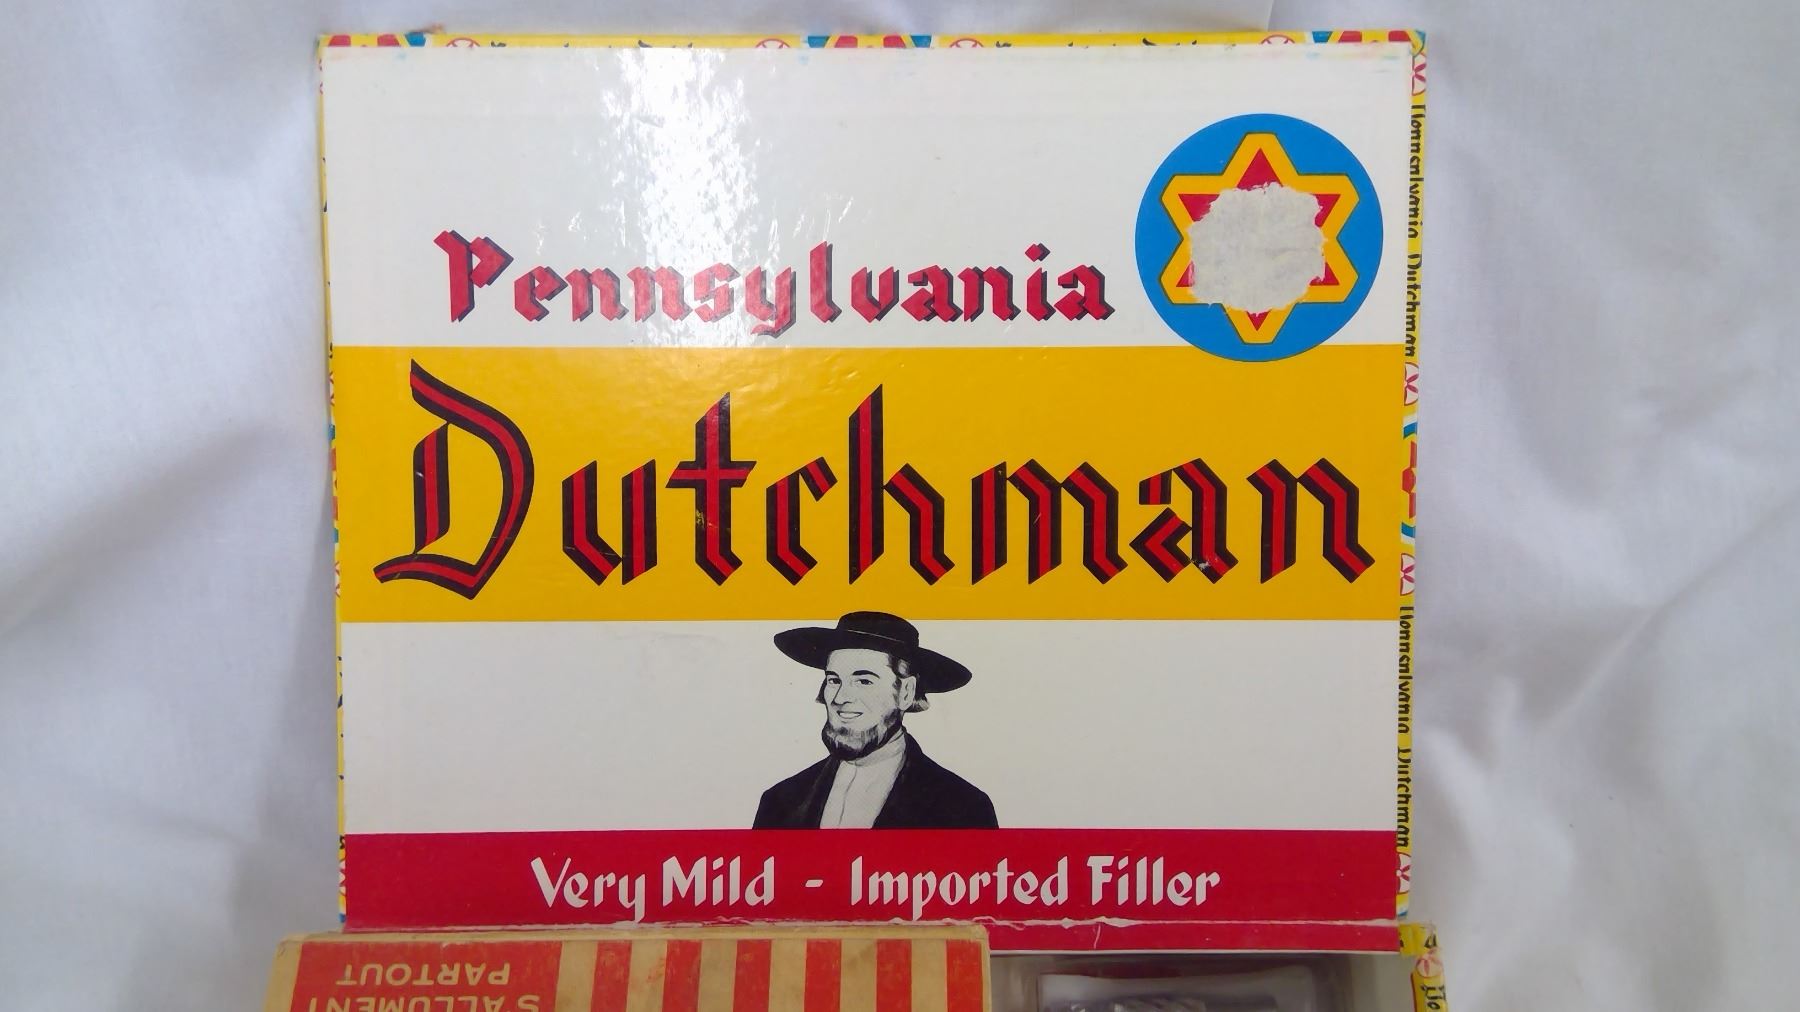 Pennsylvania
Dutchman
Very Mild - Imported Filler
Pennsylvania Dutchman
Pennsylvania Dutchman
S'ALLUMENT
PARTOUT